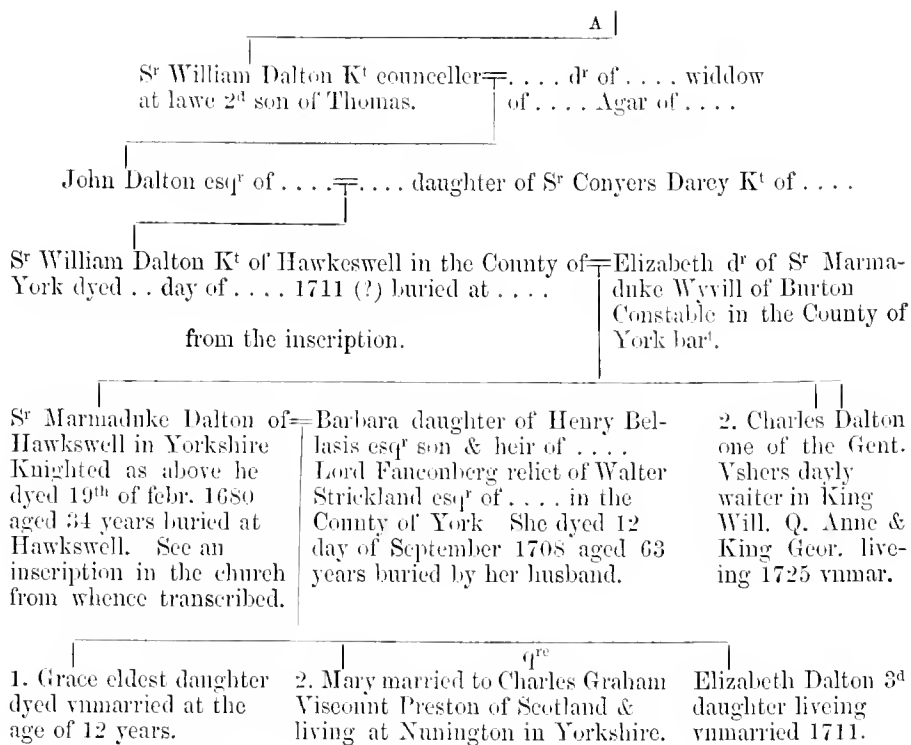 A
Sr William Dalton Kt counceller=. . . . dr of . . . . widdow
at lawe 2d son of Thomas. of . . . . Agar of . . . .
John Dalton esqr of . . . .=. . . . daughter of Sr Conyers Darcy Kt of . . . .
Sr William Dalton Kt of Hawkeswell in the County of=Elizabeth dr of Sr Marma-
York dyed . . day of . . . . 1711 (?) buried at . . . . duke Wyvill of Burton
Constable in the County of
from the inscription. York bart.
Sr Marmaduke Dalton of=
Hawkswell in Yorkshire
Knighted as above he
dyed 19th of febr. 1680
aged 34 years buried at
Hawkswell. See an
inscription in the church
from whence transcribed.
Barbara daughter of Henry Bel-
lasis esqr son & heir of . . . .
Lord Fauconberg relict of Walter
Strickland esqr of . . . . in the
County of York She dyed 12
day of September 1708 aged 63
years buried by her husband.
2. Charles Dalton
one of the Gent.
Vshers dayly
waiter in King
Will. Q. Anne &
King Geor. live-
ing 1725 vnmar.
1. Grace eldest daughter
dyed vnmarried at the
age of 12 years.
qre
2. Mary married to Charles Graham
Viscount Preston of Scotland &
living at Nunington in Yorkshire.
Elizabeth Dalton 3d
daughter liveing
vnmarried 1711.